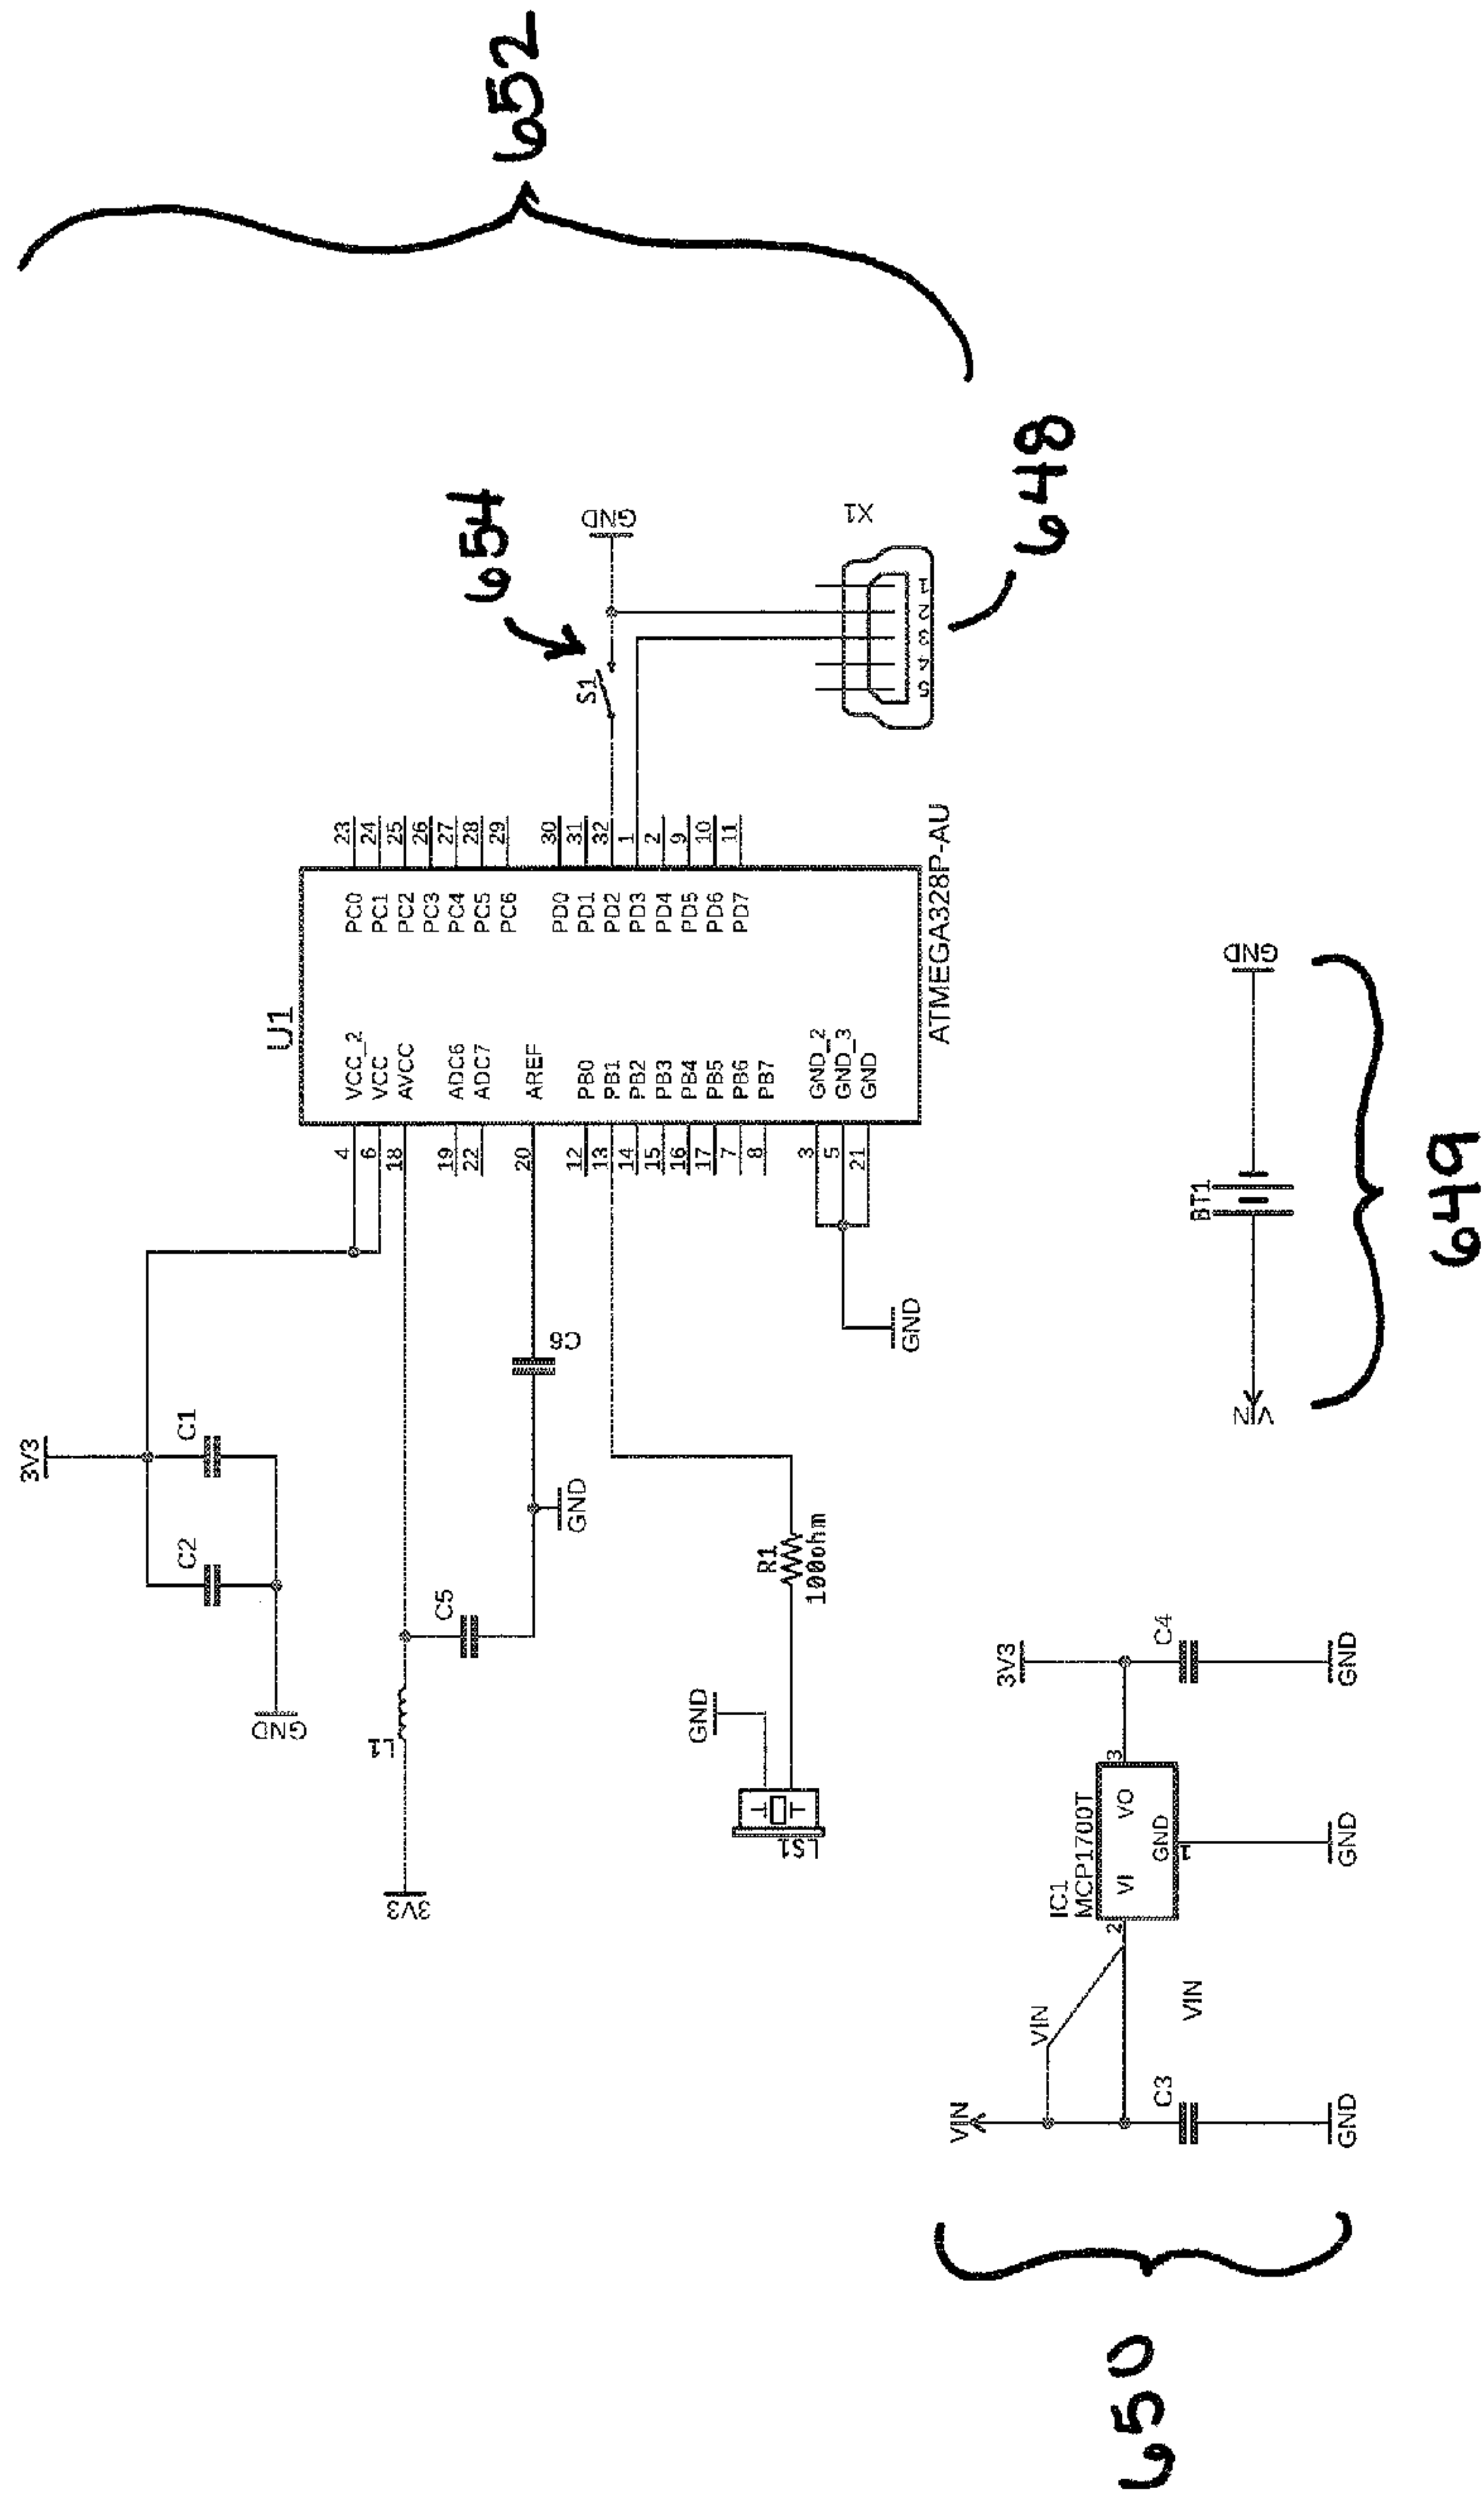 652
3V3
C2
C1
GND
3V3
L1
C5
GND
C6
U1
4
6
18
19
22
20
12
13
14
15
16
17
7
8
3
5
21
VCC_2
VCC
AVCC
ADC6
ADC7
AREF
PB0
PB1
PB2
PB3
PB4
PB5
PB6
PB7
GND_2
GND_3
GND
PC0
PC1
PC2
PC3
PC4
PC5
PC6
PD0
PD1
PD2
PD3
PD4
PD5
PD6
PD7
23
24
25
26
27
28
29
30
31
32
1
2
9
10
11
ATMEGA328P-AU
GND
654
S1
GND
X1
5
4
3
2
1
648
GND
LS1
R1
100ohm
650
VIN
VIN
C3
VIN
GND
IC1
MCP1700T
2
VI
VO
3
GND
1
GND
3V3
C4
GND
VIN
BT1
GND
649